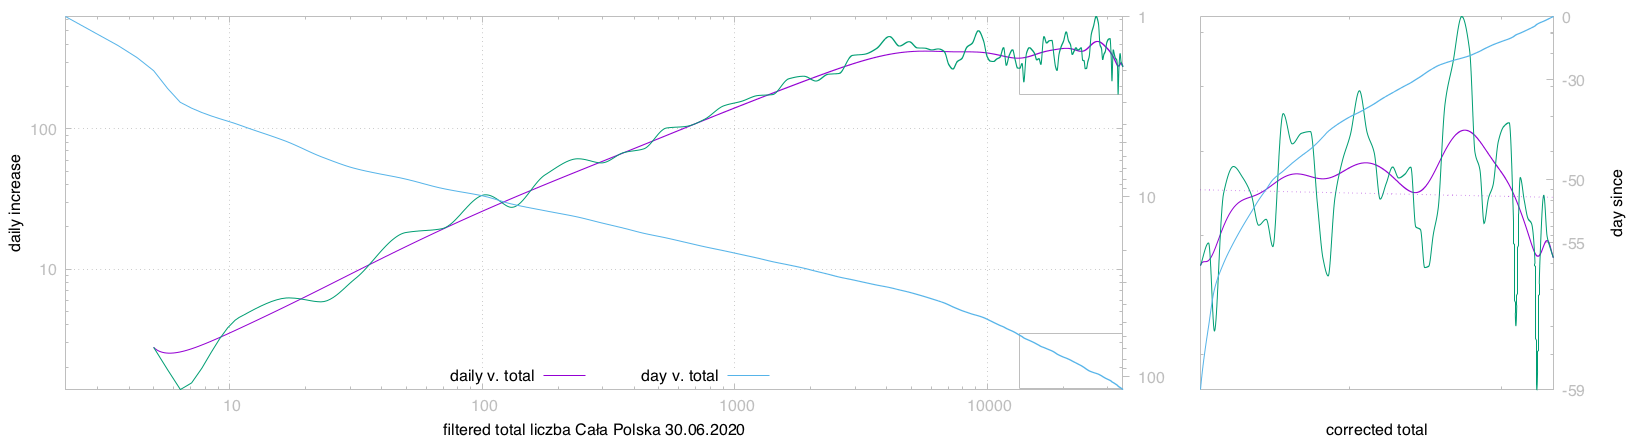 daily increase
100
10
10
100
1000
10000
1
10
100
daily v. total
day v. total
filtered total liczba Cała Polska 30.06.2020
0
-30
-50
-55
-59
day since
corrected total